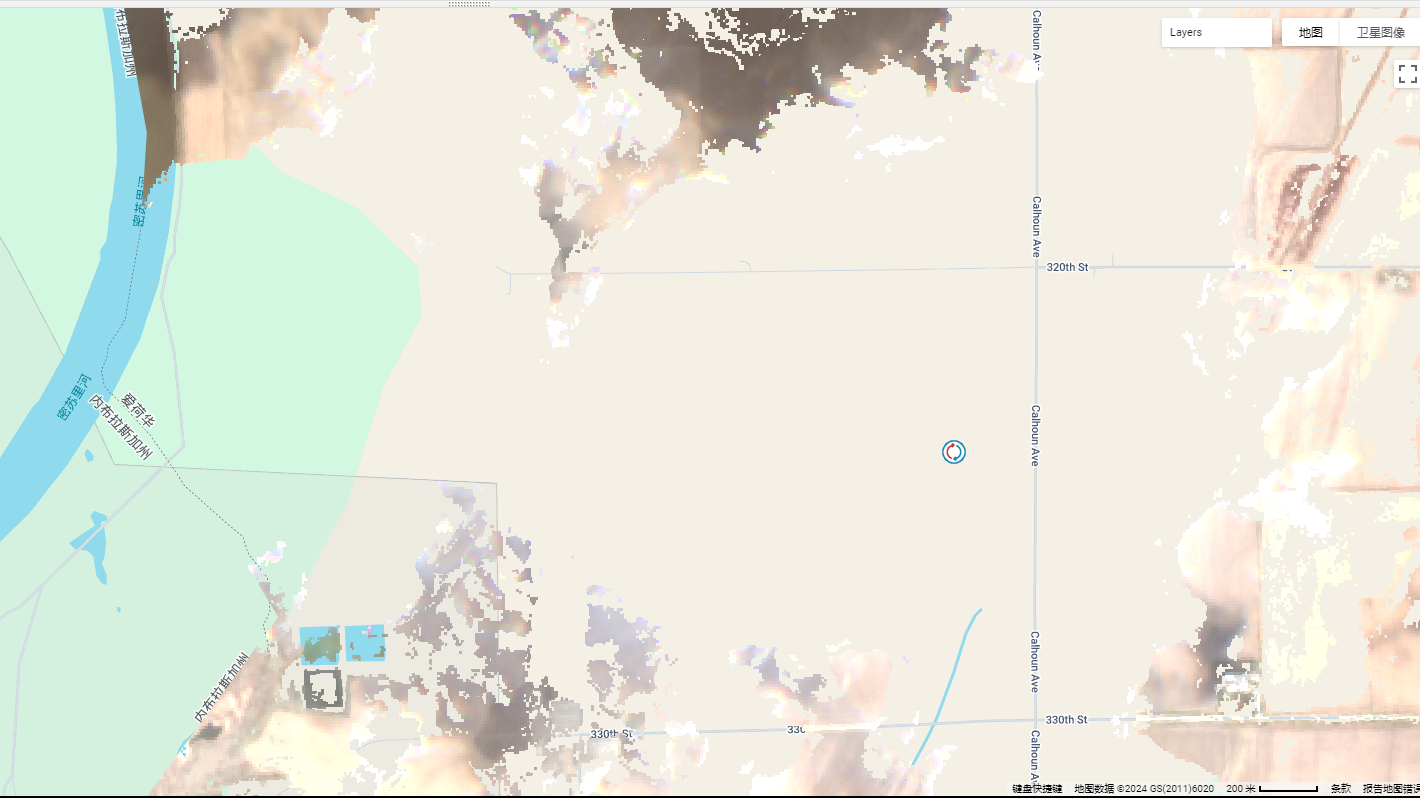 布拉斯加州
Calhoun Av
Layers
地图
卫星图像
密苏里河
Calhoun Ave
320th St
密苏里河
爱荷华
内布拉斯加州
Calhoun Ave
内布拉斯加州
Calhoun Ave
330th St
330
330th St
Calhoun A
键盘快捷键
地图数据 ©2024 GS(2011)6020
200 米
条款
报告地图错误